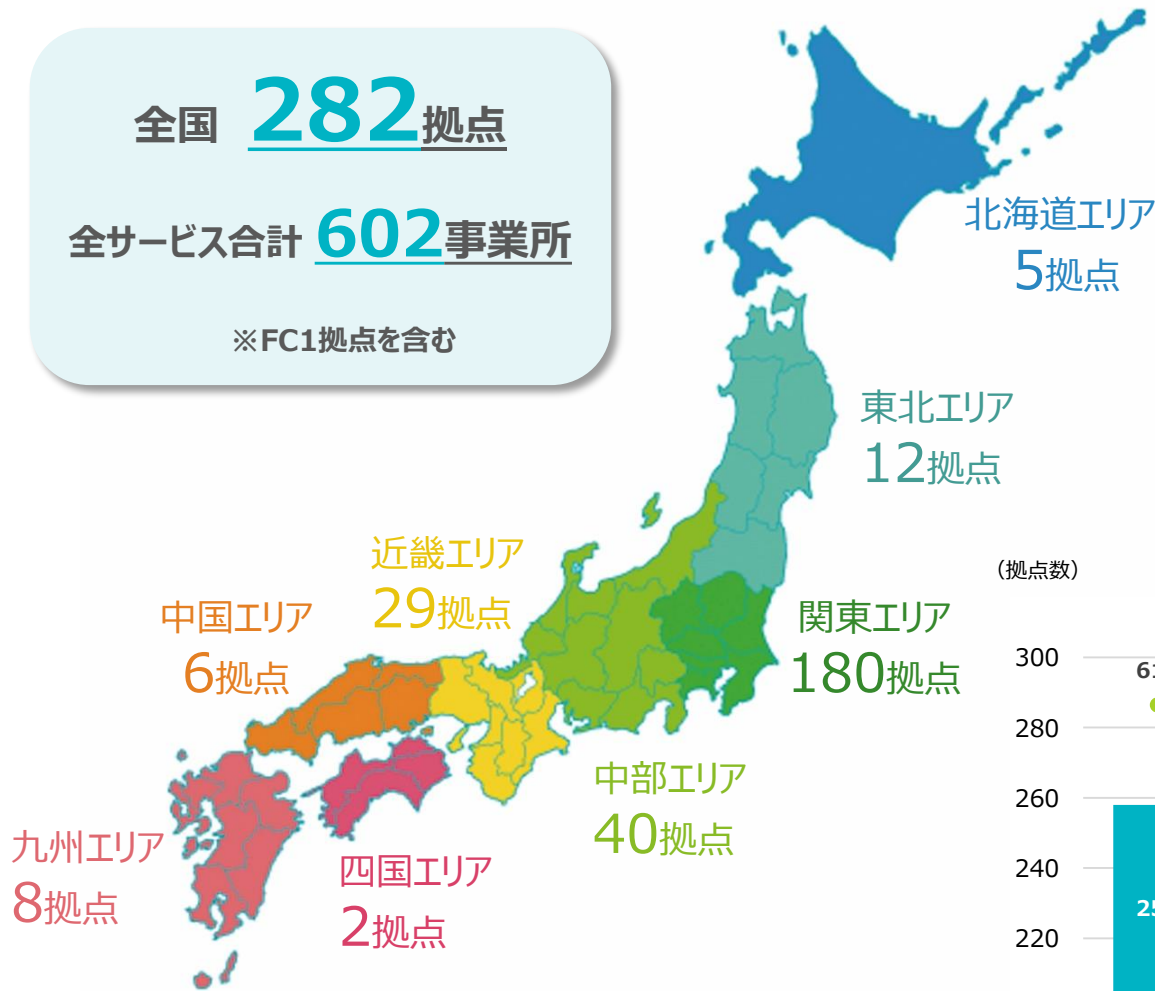 全国 282拠点
全サービス合計 602事業所
※FC1拠点を含む
北海道エリア
5拠点
東北エリア
12拠点
近畿エリア
29拠点
中国エリア
6拠点
関東エリア
180拠点
中部エリア
40拠点
九州エリア
8拠点
四国エリア
2拠点
（拠点数）
300
280
260
240
220